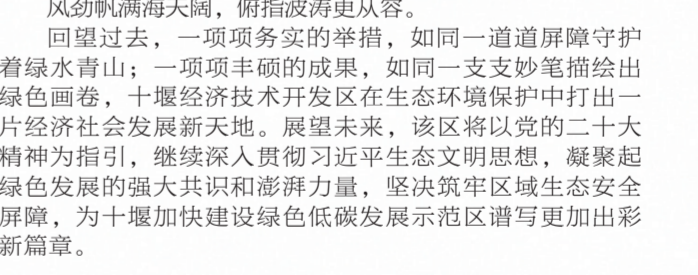 风劲帆满海天阔，俯指波涛更从容。
回望过去，一项项务实的举措，如同一道道屏障守护
着绿水青山；一项项丰硕的成果，如同一支支妙笔描绘出
绿色画卷，十堰经济技术开发区在生态环境保护中打出一
片经济社会发展新天地。展望未来，该区将以党的二十大
精神为指引，继续深入贯彻习近平生态文明思想，凝聚起
绿色发展的强大共识和澎湃力量，坚决筑牢区域生态安全
屏障，为十堰加快建设绿色低碳发展示范区谱写更加出彩
新篇章。